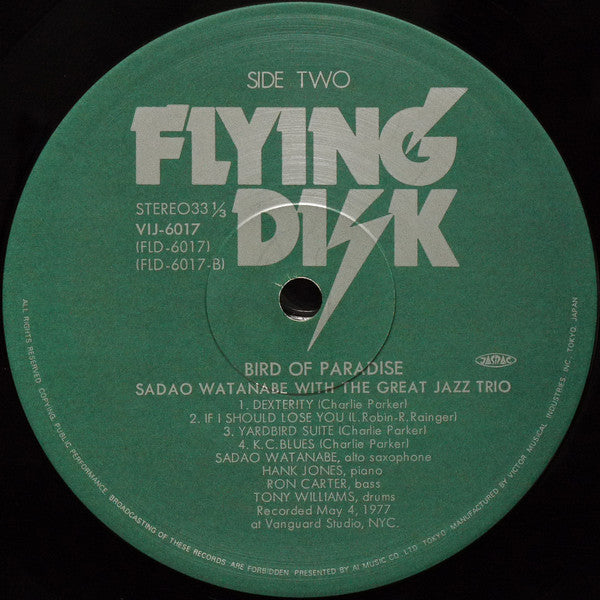 SIDE TWO
FLYING
DISK
STEREO 33 1/3
VIJ-6017
(FLD-6017)
(FLD-6017-B)
BIRD OF PARADISE
JASRAC
SADAO WATANABE WITH THE GREAT JAZZ TRIO
1. DEXTERITY (Charlie Parker)
2. IF I SHOULD LOSE YOU (L.Robin-R.Rainger)
3. YARDBIRD SUITE (Charlie Parker)
4. K.C.BLUES (Charlie Parker)
SADAO WATANABE, alto saxophone
HANK JONES, piano
RON CARTER, bass
TONY WILLIAMS, drums
Recorded May 4, 1977
at Vanguard Studio, NYC.
ALL RIGHTS RESERVED COPYING PUBLIC PERFORMANCE BROADCASTING OF THESE RECORDS ARE FORBIDDEN. PRESENTED BY AI MUSIC CO. LTD. TOKYO. MANUFACTURED BY VICTOR MUSICAL INDUSTRIES INC. TOKYO, JAPAN